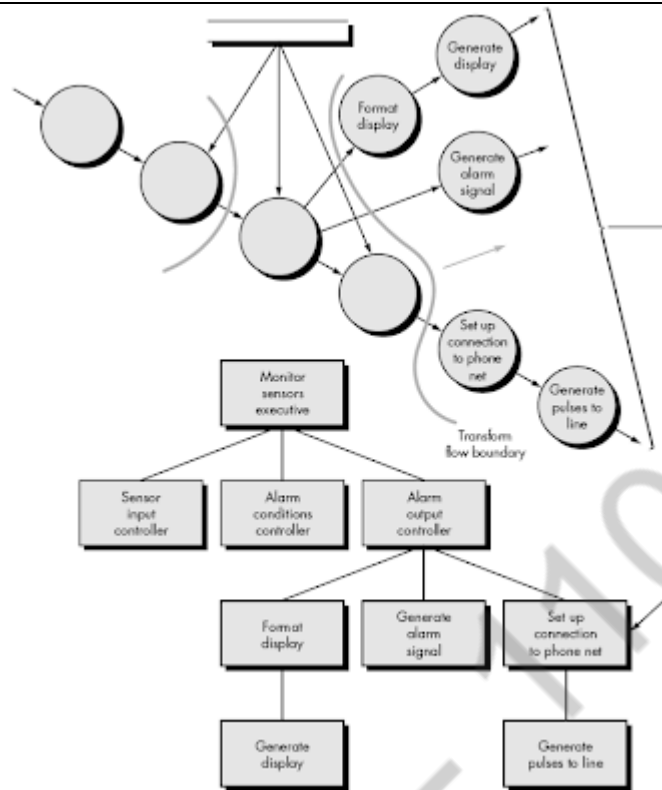 Generate
display
Format
display
Generate
alarm
signal
Set up
connection
to phone
net
Generate
pulses to
line
Transform
flow boundary
Monitor
sensors
executive
Sensor
input
controller
Alarm
conditions
controller
Alarm
output
controller
Format
display
Generate
alarm
signal
Set up
connection
to phone net
Generate
display
Generate
pulses to line
110